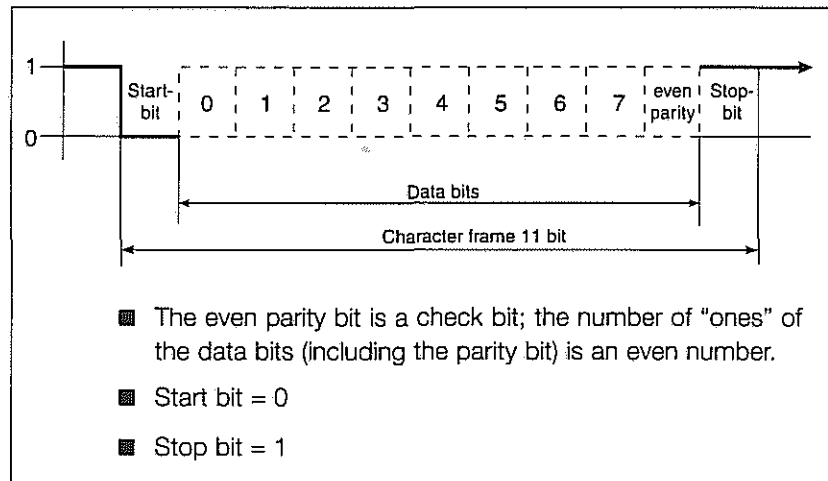 1
0
Start-
bit
0 1 2 3 4 5 6 7
even
parity
Stop-
bit
Data bits
Character frame 11 bit
■ The even parity bit is a check bit; the number of "ones" of
the data bits (including the parity bit) is an even number.
■ Start bit = 0
■ Stop bit = 1